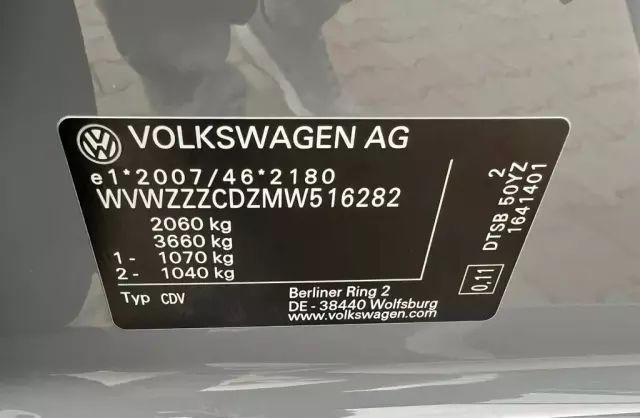 VOLKSWAGEN AG
e1*2007/46*2180
WVWZZZCDZMW516282
2060 kg
3660 kg
1- 1070 kg
2- 1040 kg
Typ CDV
Berliner Ring 2
DE - 38440 Wolfsburg
www.volkswagen.com
2
DTSB 50YZ
1641401
0,11